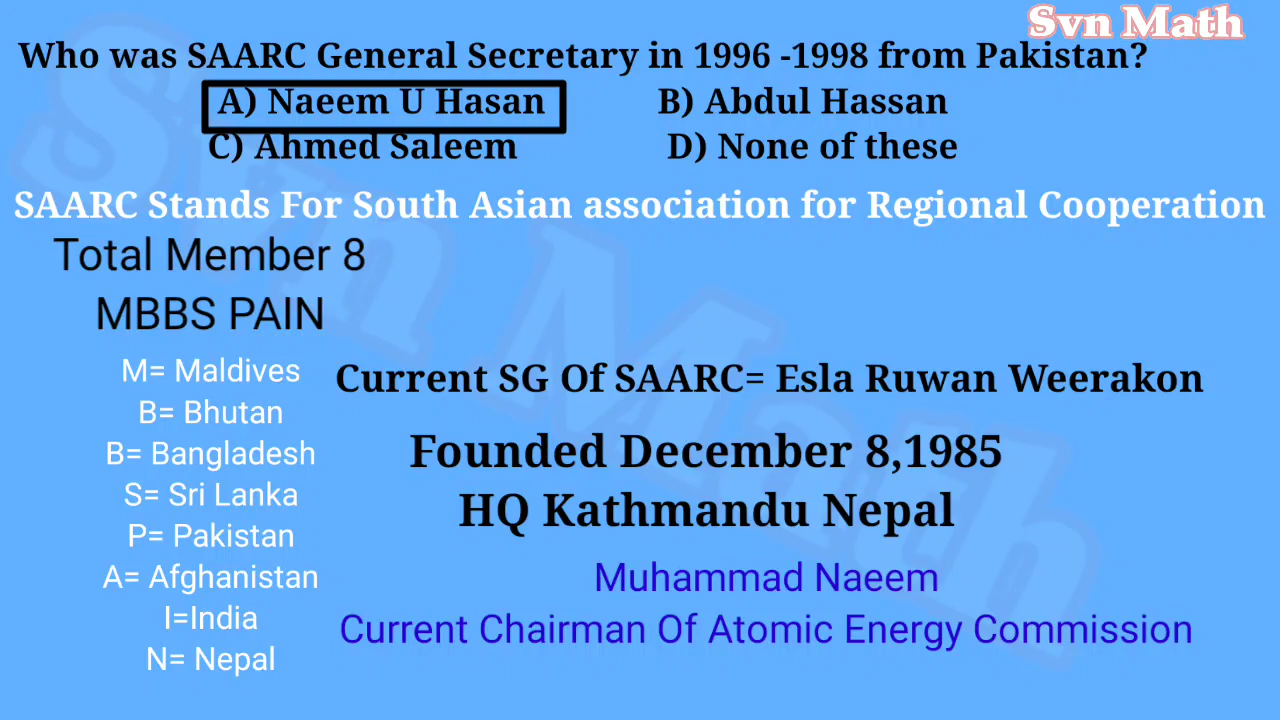 Svn Math
Who was SAARC General Secretary in 1996 -1998 from Pakistan?
A) Naeem U Hasan B) Abdul Hassan
C) Ahmed Saleem D) None of these
SAARC Stands For South Asian association for Regional Cooperation
Total Member 8
MBBS PAIN
M= Maldives
B= Bhutan
B= Bangladesh
S= Sri Lanka
P= Pakistan
A= Afghanistan
I=India
N= Nepal
Current SG Of SAARC= Esla Ruwan Weerakon
Founded December 8,1985
HQ Kathmandu Nepal
Muhammad Naeem
Current Chairman Of Atomic Energy Commission
Svn Math